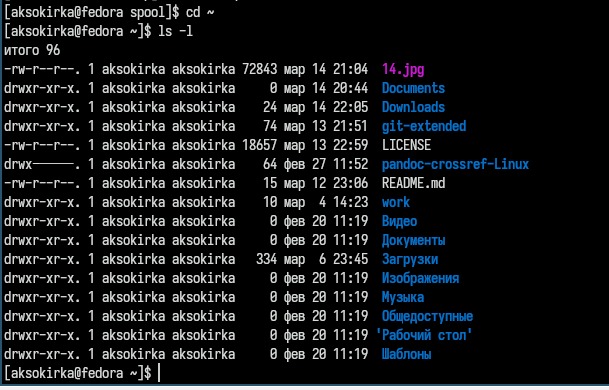 [aksokirka@fedora spool]$ cd ~
[aksokirka@fedora ~]$ ls -l
итого 96
-rw-r--r--. 1 aksokirka aksokirka 72843 мар 14 21:04 14.jpg
drwxr-xr-x. 1 aksokirka aksokirka 0 мар 14 20:44 Documents
drwxr-xr-x. 1 aksokirka aksokirka 24 мар 14 22:05 Downloads
drwxr-xr-x. 1 aksokirka aksokirka 74 мар 13 21:51 git-extended
-rw-r--r--. 1 aksokirka aksokirka 18657 мар 13 22:59 LICENSE
drwx------. 1 aksokirka aksokirka 64 фев 27 11:52 pandoc-crossref-Linux
-rw-r--r--. 1 aksokirka aksokirka 15 мар 12 23:06 README.md
drwxr-xr-x. 1 aksokirka aksokirka 10 мар 4 14:23 work
drwxr-xr-x. 1 aksokirka aksokirka 0 фев 20 11:19 Видео
drwxr-xr-x. 1 aksokirka aksokirka 0 фев 20 11:19 Документы
drwxr-xr-x. 1 aksokirka aksokirka 334 мар 6 23:45 Загрузки
drwxr-xr-x. 1 aksokirka aksokirka 0 фев 20 11:19 Изображения
drwxr-xr-x. 1 aksokirka aksokirka 0 фев 20 11:19 Музыка
drwxr-xr-x. 1 aksokirka aksokirka 0 фев 20 11:19 Общедоступные
drwxr-xr-x. 1 aksokirka aksokirka 0 фев 20 11:19 'Рабочий стол'
drwxr-xr-x. 1 aksokirka aksokirka 0 фев 20 11:19 Шаблоны
[aksokirka@fedora ~]$